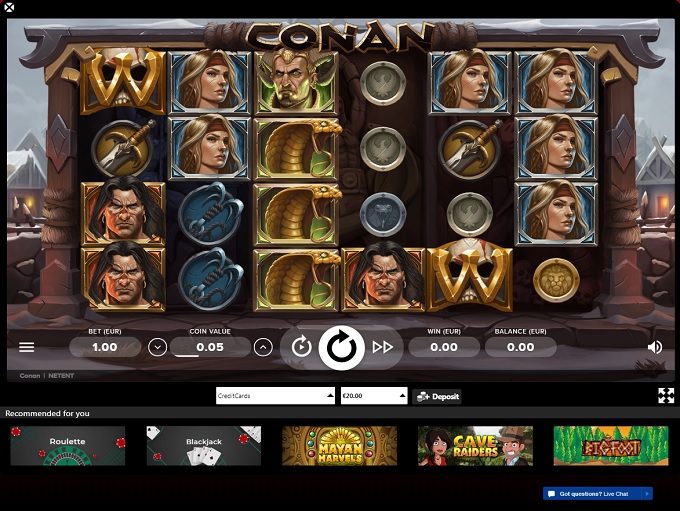 CONAN
W
W
BET (EUR)
1.00
COIN VALUE
0.05
WIN (EUR)
0.00
BALANCE (EUR)
0.00
Conan | NETENT
CreditCards
€20.00
Deposit
Recommended for you
Roulette
Blackjack
MAYAN
MARVELS
CAVE
RAIDERS
BIGFOOT
Got questions? Live Chat